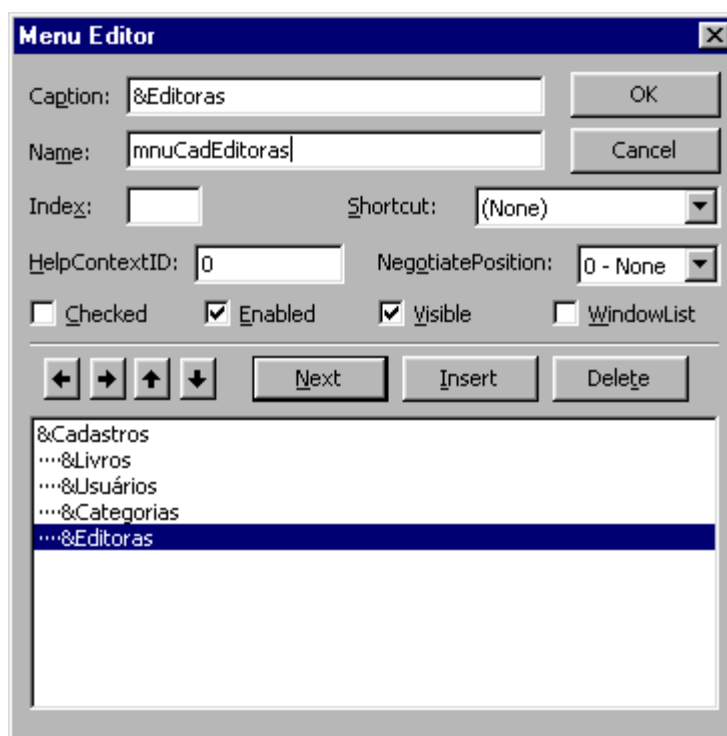 Menu Editor
Caption: &Editoras OK
Name: mnuCadEditoras Cancel
Index: Shortcut: (None)
HelpContextID: 0 NegotiatePosition: 0 - None
Checked Enabled Visible WindowList
Next Insert Delete
&Cadastros
····&Livros
····&Usuários
····&Categorias
····&Editoras